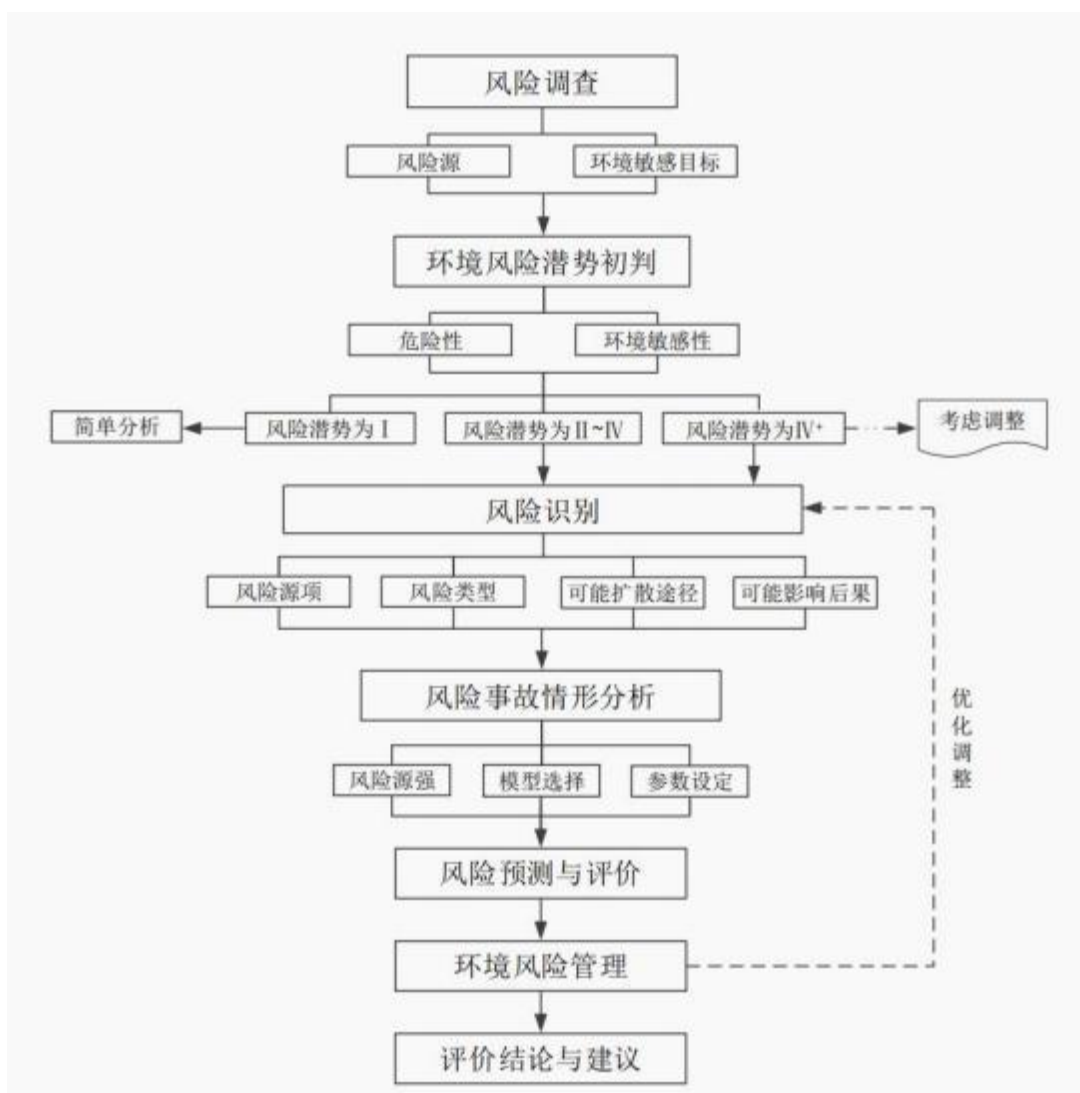 风险调查
风险源
环境敏感目标
环境风险潜势初判
危险性
环境敏感性
简单分析
风险潜势为Ⅰ
风险潜势为Ⅱ~Ⅳ
风险潜势为Ⅳ⁺
考虑调整
风险识别
风险源项
风险类型
可能扩散途径
可能影响后果
风险事故情形分析
风险源强
模型选择
参数设定
优化调整
风险预测与评价
环境风险管理
评价结论与建议